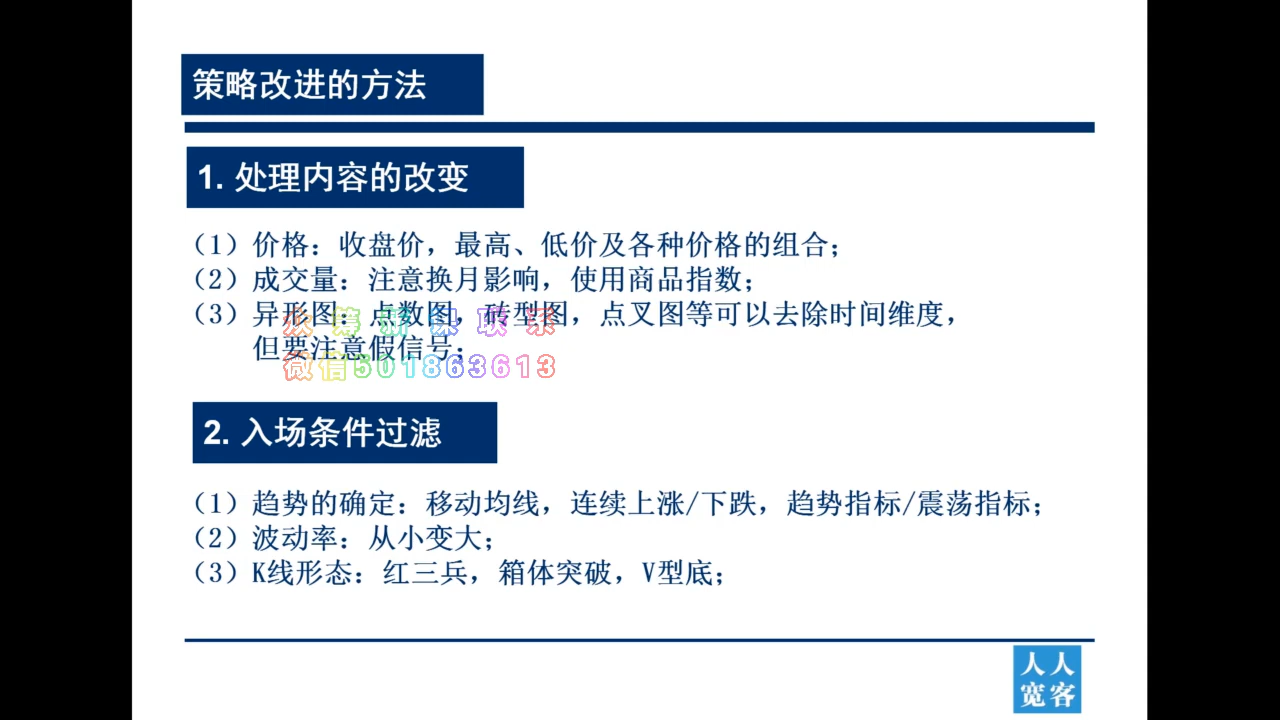 策略改进的方法
1. 处理内容的改变
（1）价格：收盘价，最高、低价及各种价格的组合；
（2）成交量：注意换月影响，使用商品指数；
（3）异形图：点数图，砖型图，点叉图等可以去除时间维度，
但要注意假信号；
众筹新课联系
微信501863613
2. 入场条件过滤
（1）趋势的确定：移动均线，连续上涨/下跌，趋势指标/震荡指标；
（2）波动率：从小变大；
（3）K线形态：红三兵，箱体突破，V型底；
人人
宽客